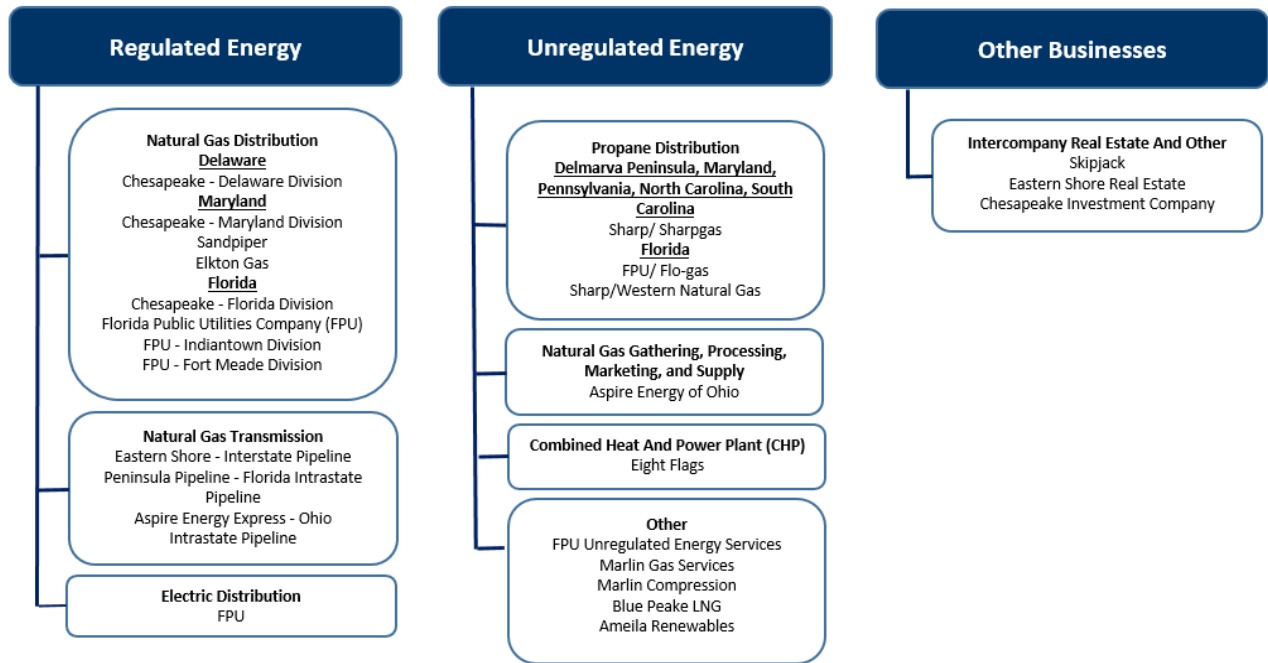 Regulated Energy
Natural Gas Distribution
Delaware
Chesapeake - Delaware Division
Maryland
Chesapeake - Maryland Division
Sandpiper
Elkton Gas
Florida
Chesapeake - Florida Division
Florida Public Utilities Company (FPU)
FPU - Indiantown Division
FPU - Fort Meade Division
Natural Gas Transmission
Eastern Shore - Interstate Pipeline
Peninsula Pipeline - Florida Intrastate
Pipeline
Aspire Energy Express - Ohio
Intrastate Pipeline
Electric Distribution
FPU
Unregulated Energy
Propane Distribution
Delmarva Peninsula, Maryland,
Pennsylvania, North Carolina, South
Carolina
Sharp/ Sharpgas
Florida
FPU/ Flo-gas
Sharp/Western Natural Gas
Natural Gas Gathering, Processing,
Marketing, and Supply
Aspire Energy of Ohio
Combined Heat And Power Plant (CHP)
Eight Flags
Other
FPU Unregulated Energy Services
Marlin Gas Services
Marlin Compression
Blue Peake LNG
Ameila Renewables
Other Businesses
Intercompany Real Estate And Other
Skipjack
Eastern Shore Real Estate
Chesapeake Investment Company